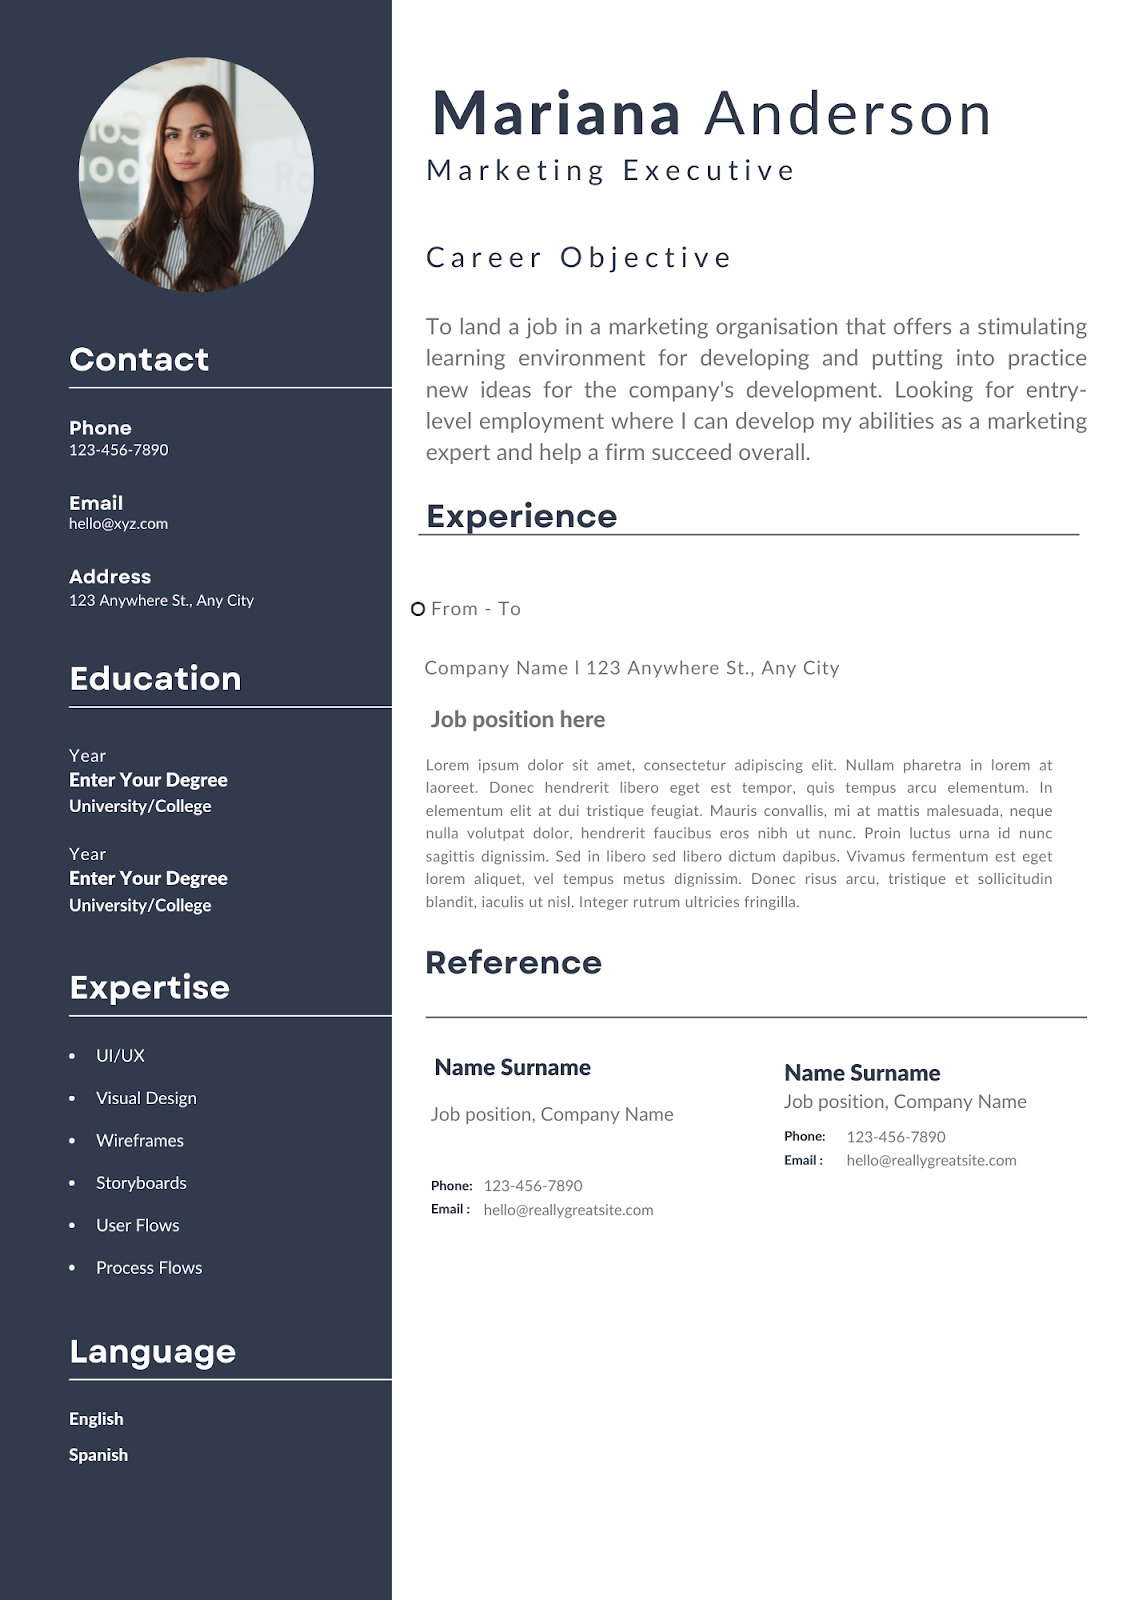 Mariana Anderson
Marketing Executive
Career Objective
To land a job in a marketing organisation that offers a stimulating
learning environment for developing and putting into practice
new ideas for the company's development. Looking for entry-
level employment where I can develop my abilities as a marketing
expert and help a firm succeed overall.
Experience
From - To
Company Name l 123 Anywhere St., Any City
Job position here
Lorem ipsum dolor sit amet, consectetur adipiscing elit. Nullam pharetra in lorem at
laoreet. Donec hendrerit libero eget est tempor, quis tempus arcu elementum. In
elementum elit at dui tristique feugiat. Mauris convallis, mi at mattis malesuada, neque
nulla volutpat dolor, hendrerit faucibus eros nibh ut nunc. Proin luctus urna id nunc
sagittis dignissim. Sed in libero sed libero dictum dapibus. Vivamus fermentum est eget
lorem aliquet, vel tempus metus dignissim. Donec risus arcu, tristique et sollicitudin
blandit, iaculis ut nisl. Integer rutrum ultricies fringilla.
Reference
Name Surname
Job position, Company Name
Phone: 123-456-7890
Email : hello@reallygreatsite.com
Name Surname
Job position, Company Name
Phone: 123-456-7890
Email : hello@reallygreatsite.com
Contact
Phone
123-456-7890
Email
hello@xyz.com
Address
123 Anywhere St., Any City
Education
Year
Enter Your Degree
University/College
Year
Enter Your Degree
University/College
Expertise
• UI/UX
• Visual Design
• Wireframes
• Storyboards
• User Flows
• Process Flows
Language
English
Spanish